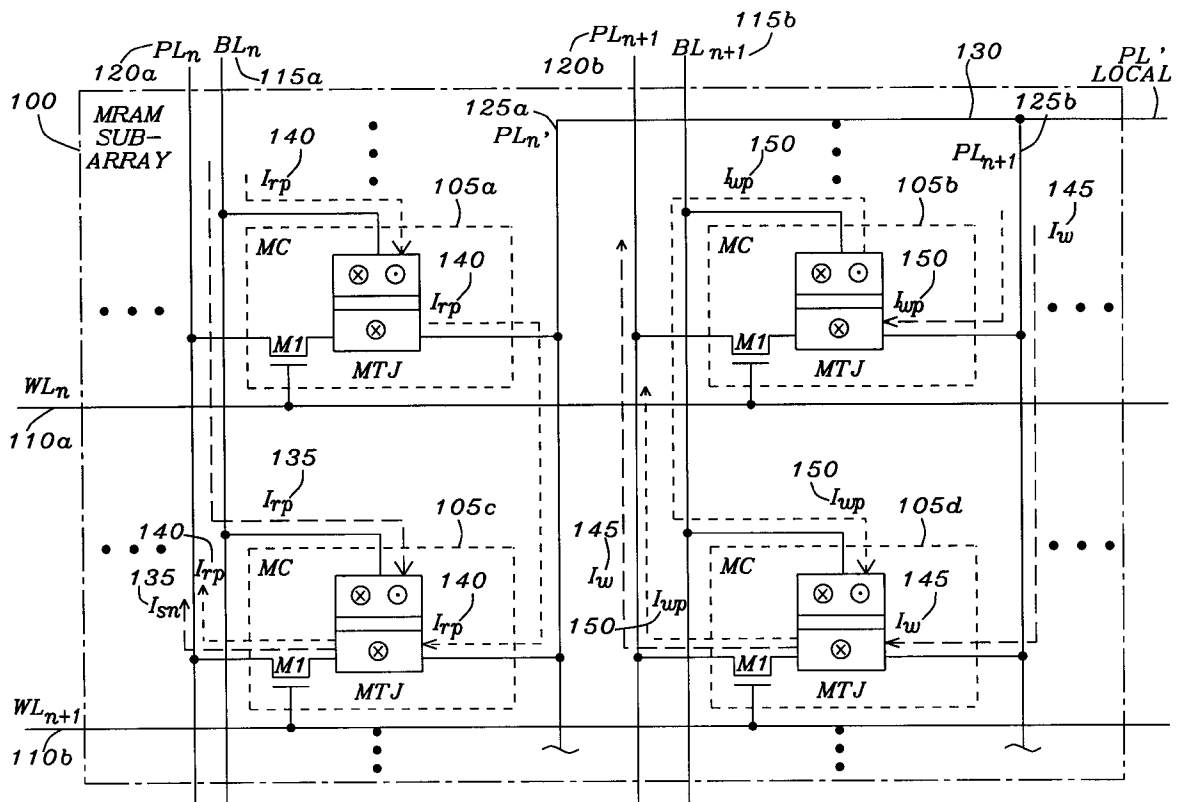 PLn BLn
120a 115a
PLn+1 115b
120b BLn+1
130 PL'
LOCAL
100
MRAM
SUB-
ARRAY
125a
PLn'
125b
PLn+1
140
Irp
105a
150
Iwp
105b
145
Iw
MC
140
Irp
M1
MTJ
MC
150
Iwp
M1
MTJ
WLn
110a
135
Irp
105c
150
Iwp
105d
140
Irp
135
Isn
MC
140
Irp
M1
MTJ
145
Iw
150
Iwp
MC
145
Iw
M1
MTJ
WLn+1
110b